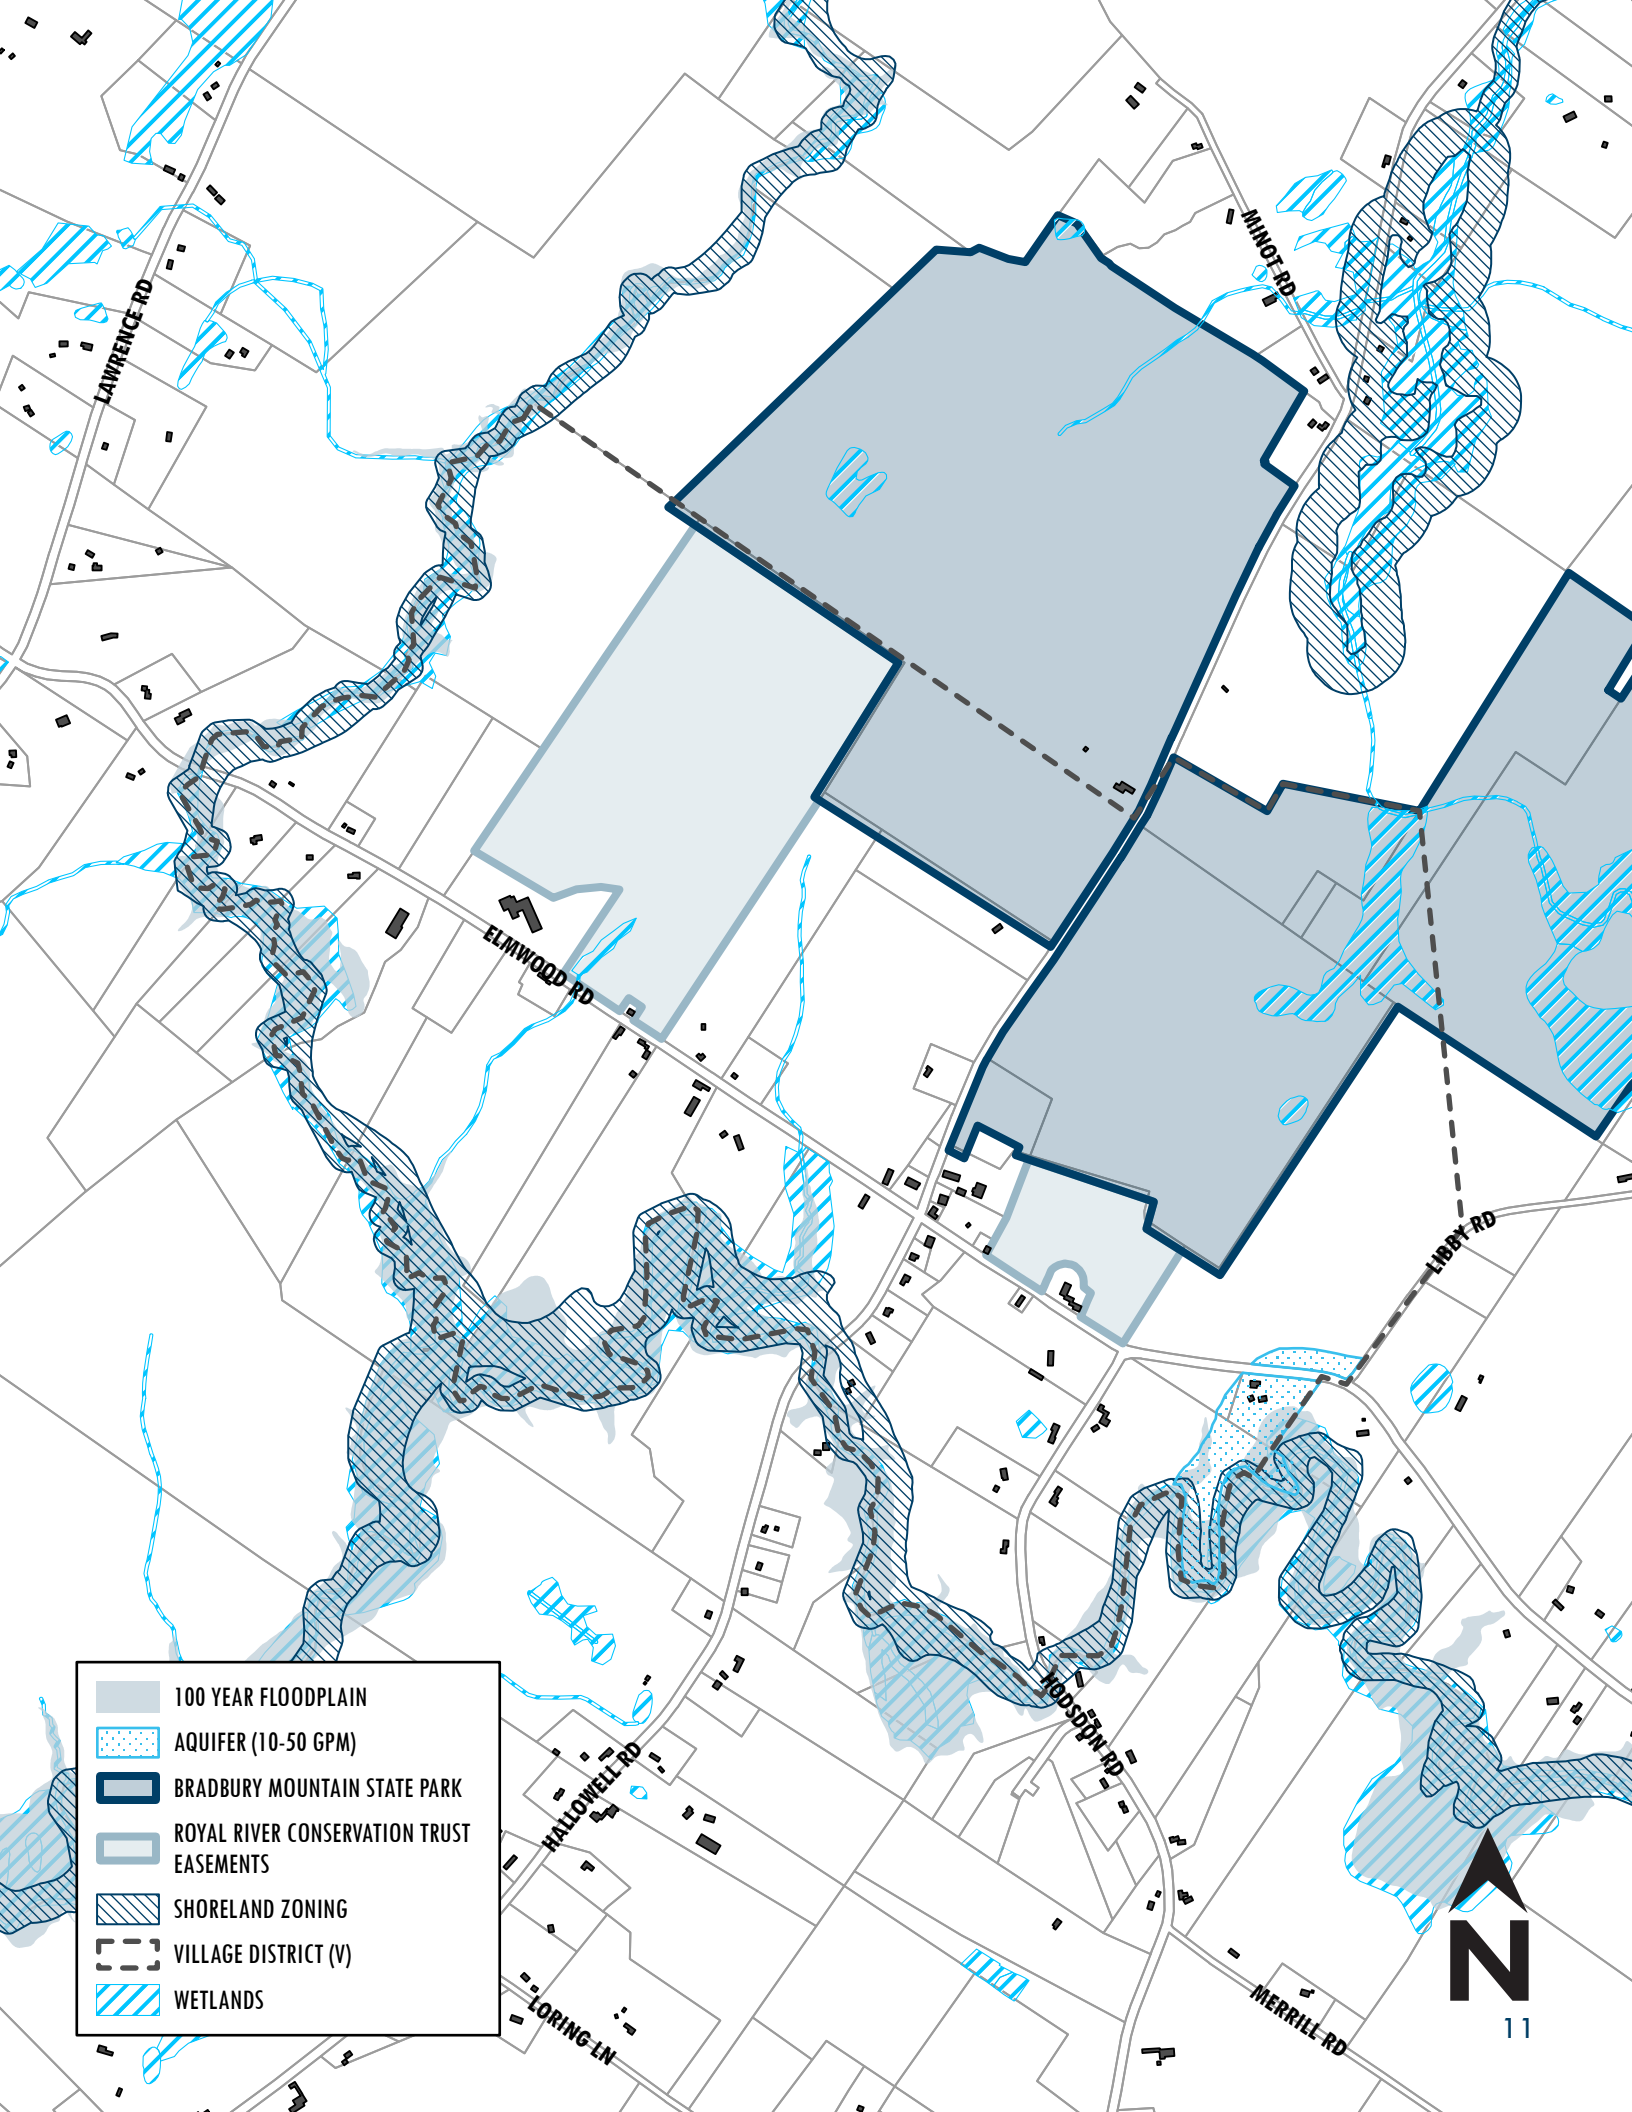 MINOT RD
LAWRENCE RD
ELMWOOD RD
LIBBY RD
HODSDON RD
HALLOWELL RD
LORING LN
MERRILL RD
100 YEAR FLOODPLAIN
AQUIFER (10-50 GPM)
BRADBURY MOUNTAIN STATE PARK
ROYAL RIVER CONSERVATION TRUST
EASEMENTS
SHORELAND ZONING
VILLAGE DISTRICT (V)
WETLANDS
N
11